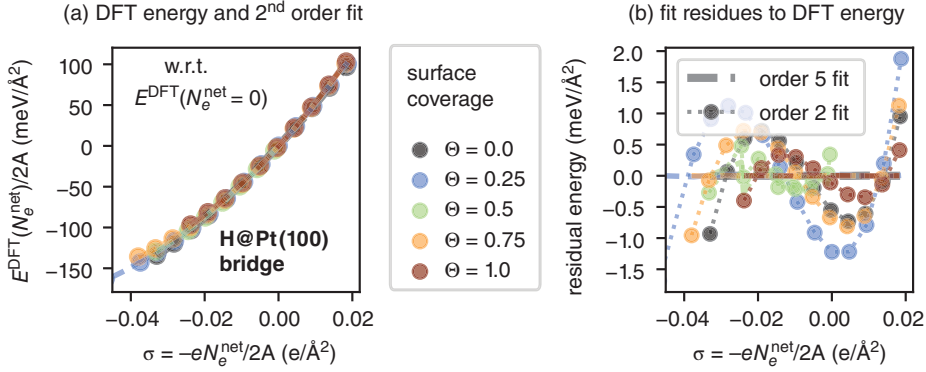 (a) DFT energy and 2nd order fit
E^DFT(N_e^net)/2A (meV/Å²)
100
50
0
−50
−100
−150
w.r.t.
E^DFT(N_e^net = 0)
H@Pt(100)
bridge
−0.04
−0.02
0.00
0.02
σ = –eN_e^net/2A (e/Å²)
surface
coverage
Θ = 0.0
Θ = 0.25
Θ = 0.5
Θ = 0.75
Θ = 1.0
(b) fit residues to DFT energy
residual energy (meV/Å²)
2.0
1.5
1.0
0.5
0.0
−0.5
−1.0
−1.5
order 5 fit
order 2 fit
−0.04
−0.02
0.00
0.02
σ = –eN_e^net/2A (e/Å²)